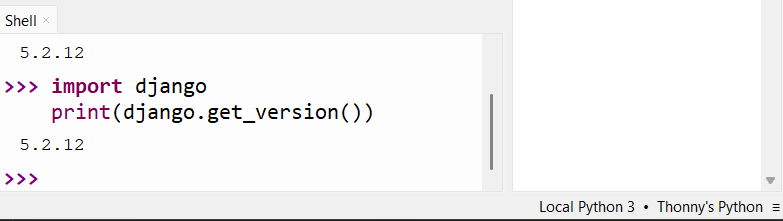 Shell ×
5.2.12
>>> import django
print(django.get_version())
5.2.12
>>>
Local Python 3 • Thonny's Python ≡